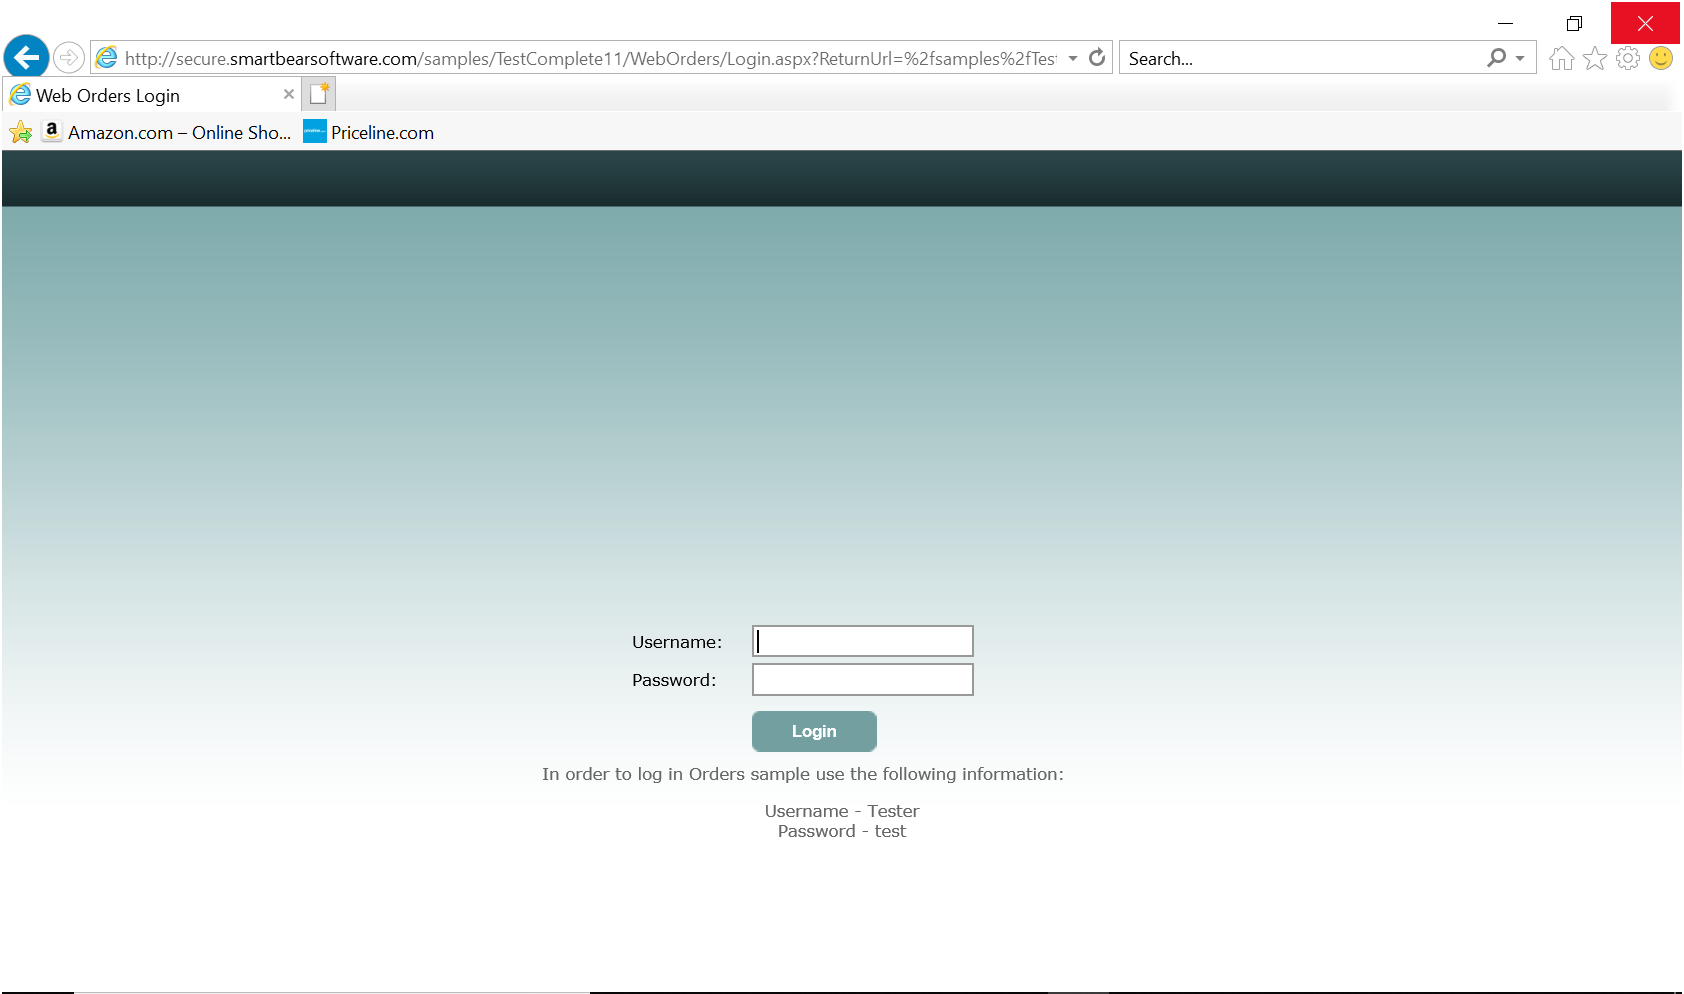 http://secure.smartbearsoftware.com/samples/TestComplete11/WebOrders/Login.aspx?ReturnUrl=%2fsamples%2fTest
Search...
Web Orders Login
Amazon.com – Online Sho...
Priceline.com
Username:
Password:
Login
In order to log in Orders sample use the following information:
Username - Tester
Password - test